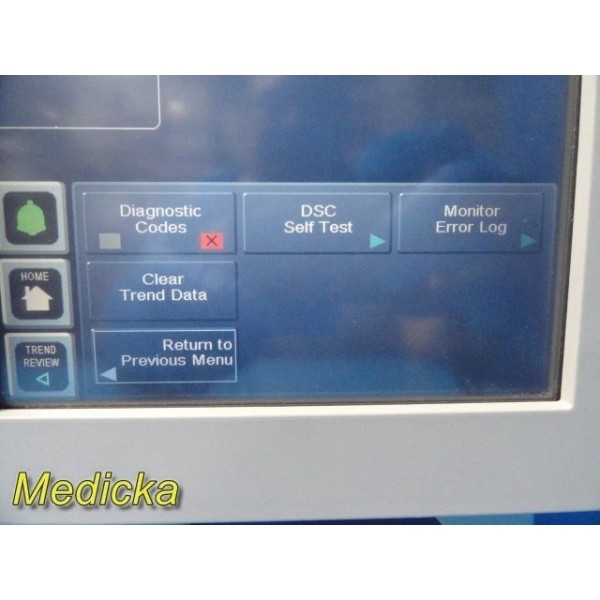 Diagnostic
Codes
DSC
Self Test
Monitor
Error Log
HOME
Clear
Trend Data
TREND
REVIEW
Return to
Previous Menu
Medicka